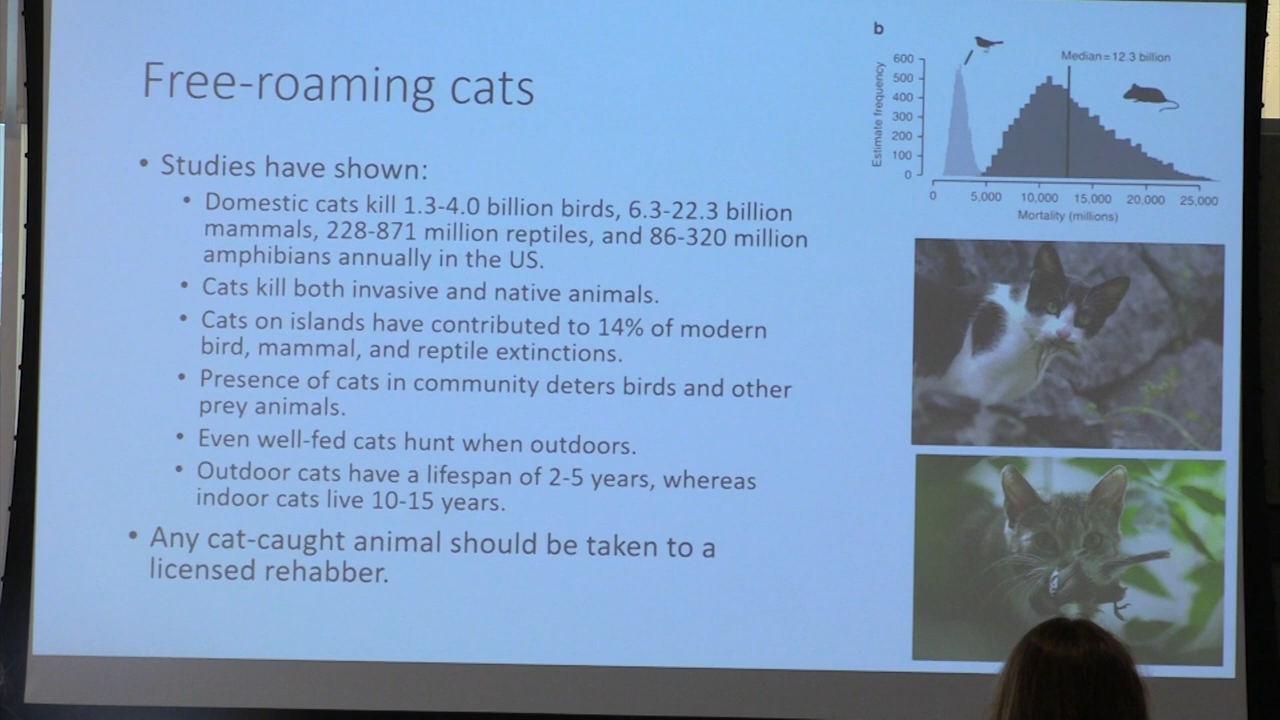 Free-roaming cats
• Studies have shown:
• Domestic cats kill 1.3-4.0 billion birds, 6.3-22.3 billion
mammals, 228-871 million reptiles, and 86-320 million
amphibians annually in the US.
• Cats kill both invasive and native animals.
• Cats on islands have contributed to 14% of modern
bird, mammal, and reptile extinctions.
• Presence of cats in community deters birds and other
prey animals.
• Even well-fed cats hunt when outdoors.
• Outdoor cats have a lifespan of 2-5 years, whereas
indoor cats live 10-15 years.
• Any cat-caught animal should be taken to a
licensed rehabber.
b
Median = 12.3 billion
Estimate frequency
600
500
400
300
200
100
0
0 5,000 10,000 15,000 20,000 25,000
Mortality (millions)